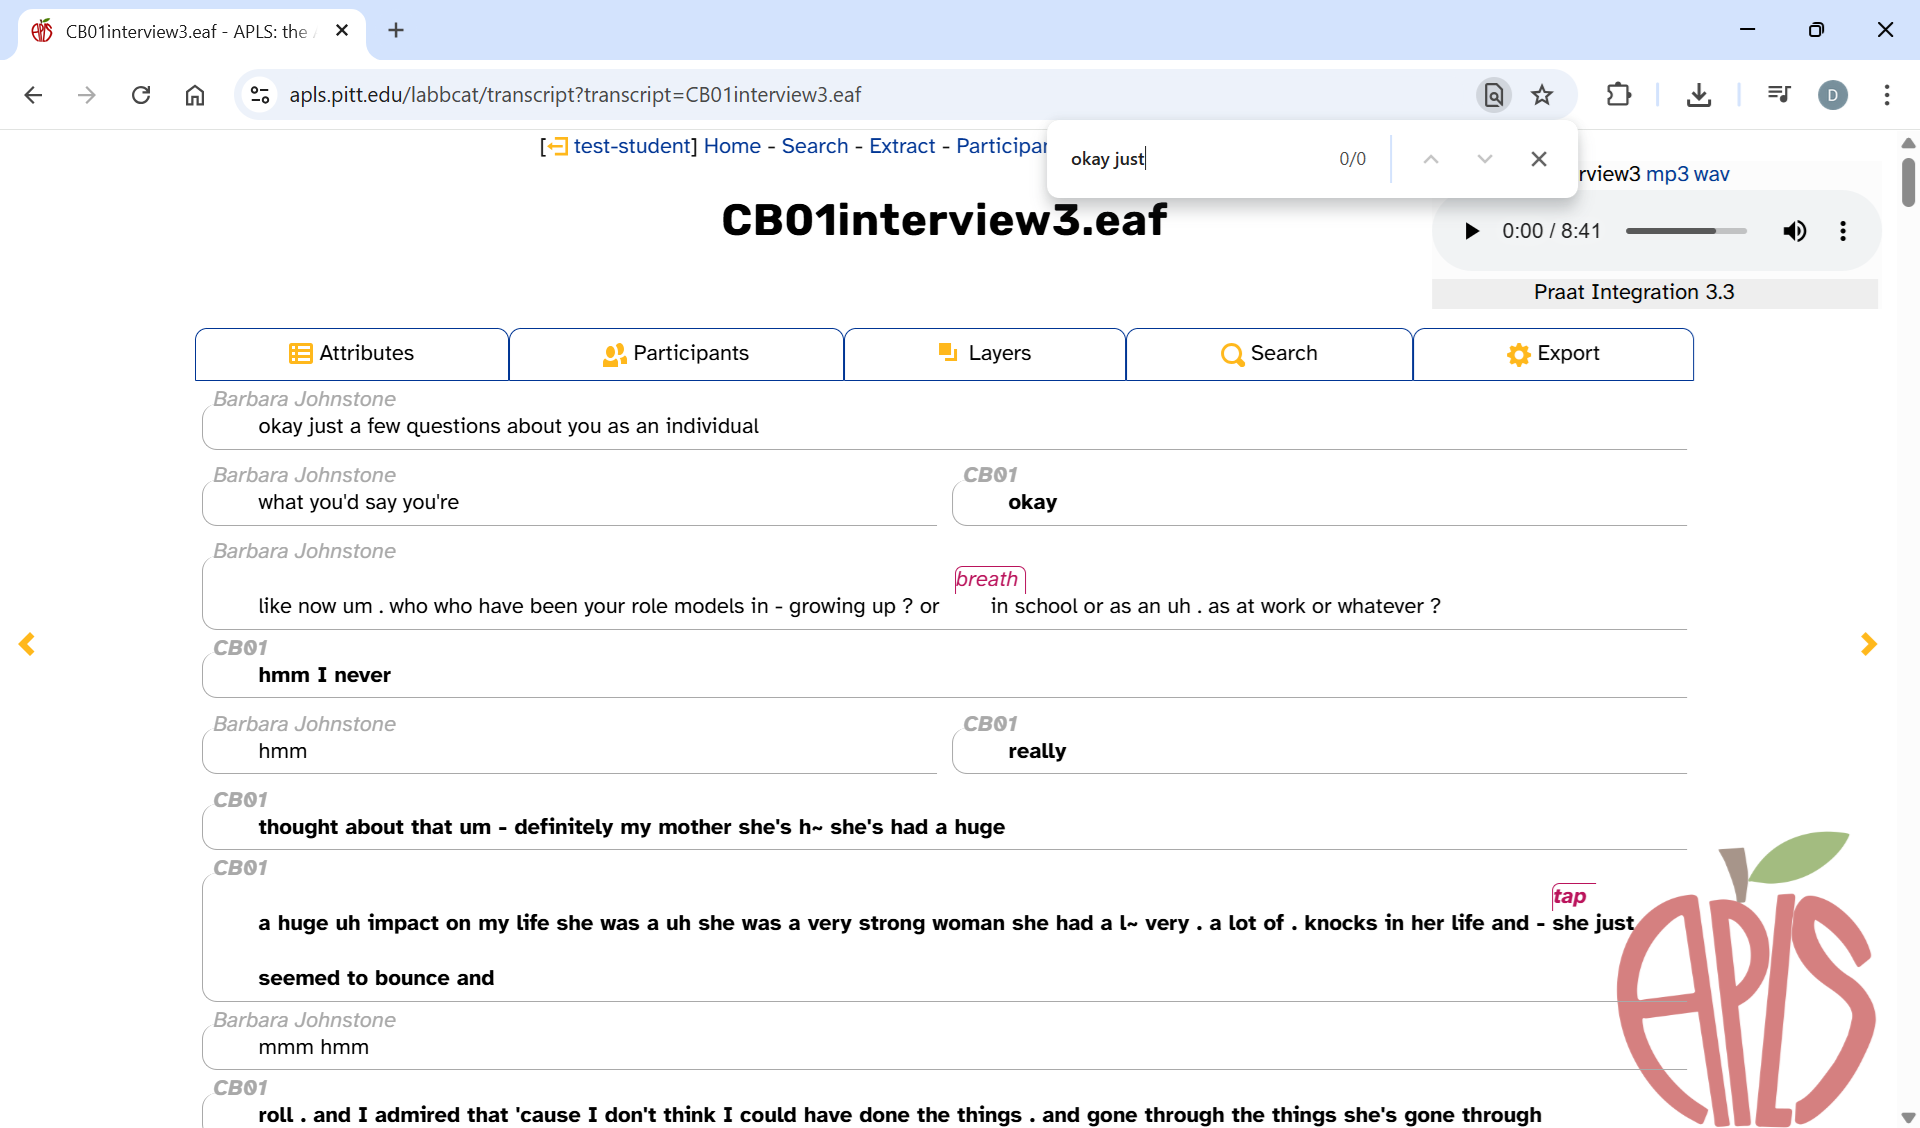 CB01interview3.eaf - APLS: the
apls.pitt.edu/labbcat/transcript?transcript=CB01interview3.eaf
D
[test-student] Home - Search - Extract - Participan
okay just 0/0
rview3 mp3 wav
CB01interview3.eaf
0:00 / 8:41
Praat Integration 3.3
Attributes Participants Layers Search Export
Barbara Johnstone
okay just a few questions about you as an individual
Barbara Johnstone CB01
what you'd say you're okay
Barbara Johnstone
breath
like now um . who who have been your role models in - growing up ? or in school or as an uh . as at work or whatever ?
CB01
hmm I never
Barbara Johnstone CB01
hmm really
CB01
thought about that um - definitely my mother she's h~ she's had a huge
CB01
tap
a huge uh impact on my life she was a uh she was a very strong woman she had a l~ very . a lot of . knocks in her life and - she just
seemed to bounce and
Barbara Johnstone
mmm hmm
CB01
roll . and I admired that 'cause I don't think I could have done the things . and gone through the things she's gone through
APLS